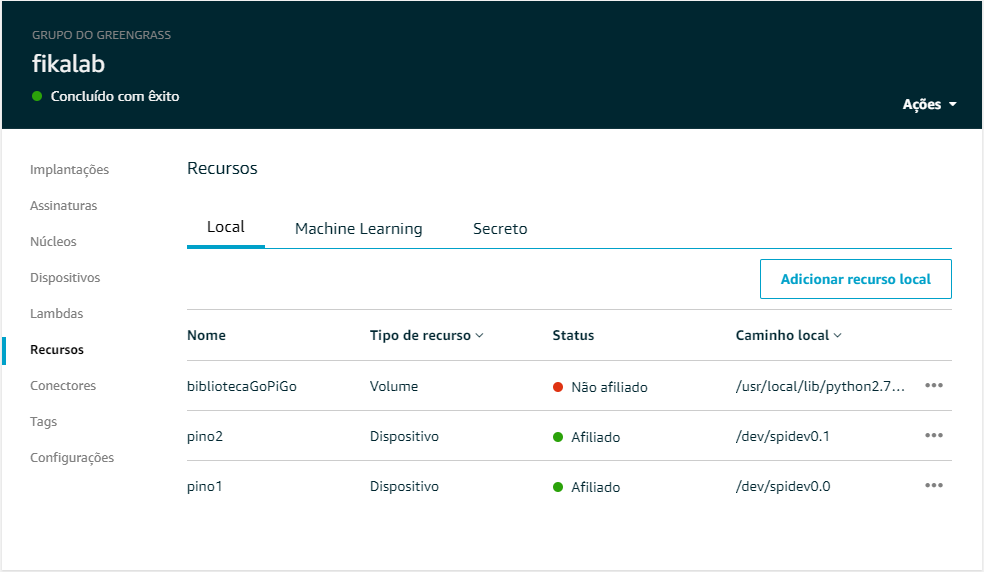 GRUPO DO GREENGRASS
fikalab
Concluído com êxito
Ações
Implantações
Assinaturas
Núcleos
Dispositivos
Lambdas
Recursos
Conectores
Tags
Configurações
Recursos
Local Machine Learning Secreto
Adicionar recurso local
Nome Tipo de recurso Status Caminho local
bibliotecaGoPiGo Volume Não afiliado /usr/local/lib/python2.7...
pino2 Dispositivo Afiliado /dev/spidev0.1
pino1 Dispositivo Afiliado /dev/spidev0.0